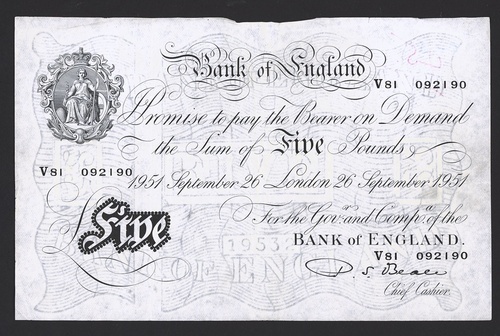 Bank of England
V81 092190
I Promise to pay the Bearer on Demand
the Sum of Five Pounds
V81 092190
1951 September 26 London 26 September 1951
For the Govr. and Compa. of the
£Five
BANK of ENGLAND.
V81 092190
P. S. Beale
Chief Cashier.